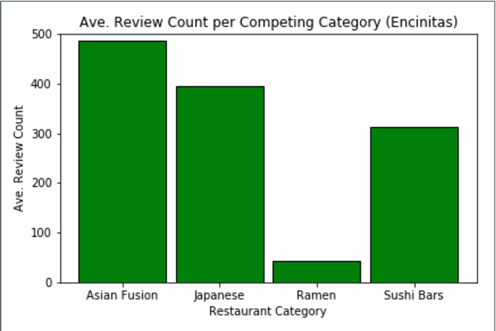 Ave. Review Count per Competing Category (Encinitas)
500
400
300
200
100
0
Ave. Review Count
Asian Fusion Japanese Ramen Sushi Bars
Restaurant Category